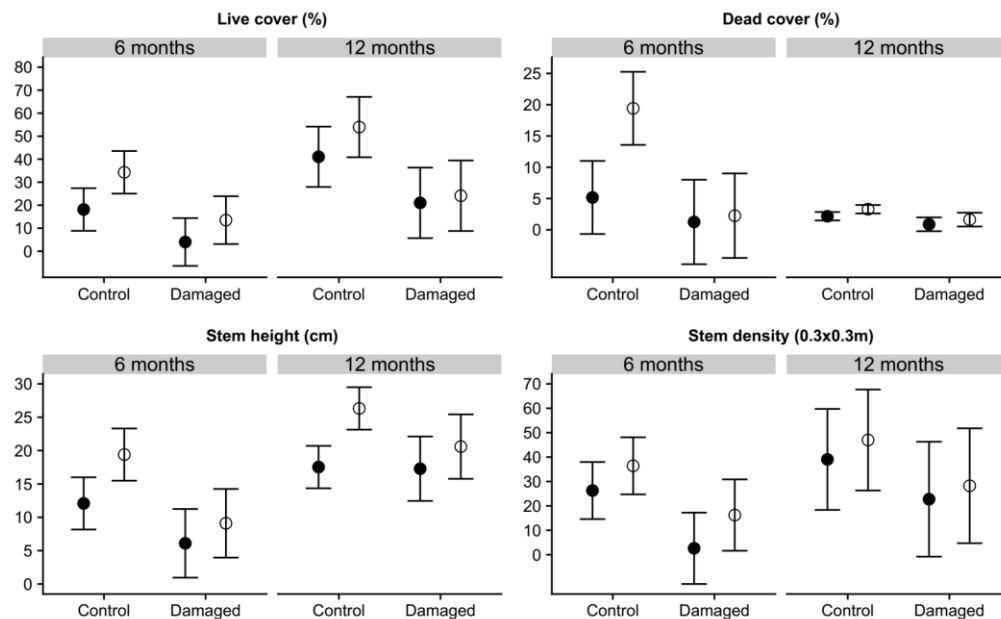 Live cover (%)
6 months 12 months
80
70
60
50
40
30
20
10
0
Control Damaged Control Damaged
Dead cover (%)
6 months 12 months
25
20
15
10
5
0
Control Damaged Control Damaged
Stem height (cm)
6 months 12 months
30
25
20
15
10
5
0
Control Damaged Control Damaged
Stem density (0.3x0.3m)
6 months 12 months
70
60
50
40
30
20
10
0
Control Damaged Control Damaged